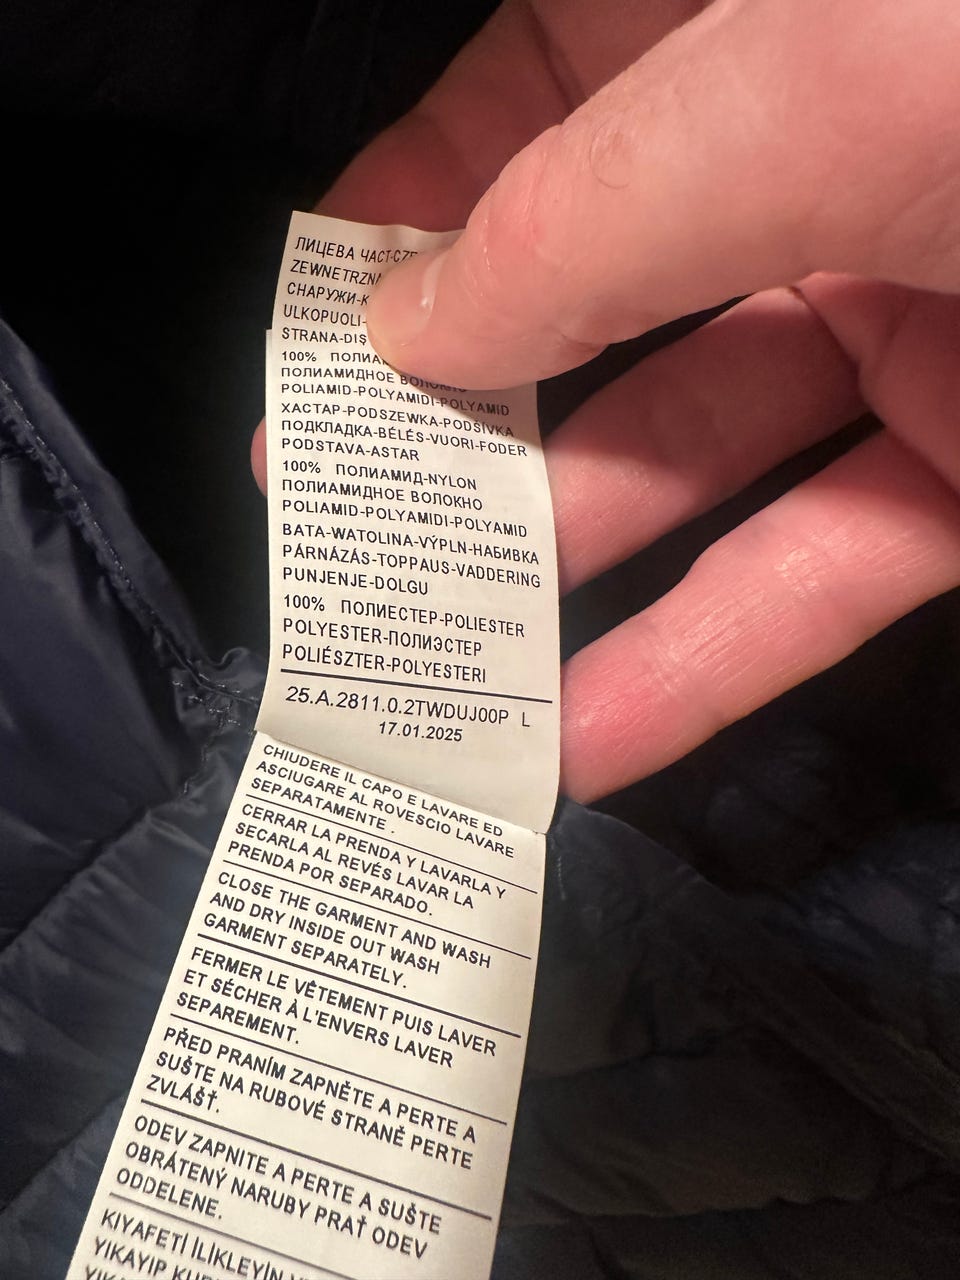 ЛИЦЕВА ЧАСТ-
ZEWNETRZNA
СНАРУЖИ-
ULKOPUOLI-
STRANA-DIŞ
100%
ПОЛИАМИДНОЕ ВОЛОКНО
POLIAMID-POLYAMIDI-POLYAMID
ХАСТАР-PODSZEWKA-PODŠÍVKA
ПОДКЛАДКА-BÉLÉS-VUORI-FODER
PODSTAVA-ASTAR
100% ПОЛИАМИД-NYLON
ПОЛИАМИДНОЕ ВОЛОКНО
POLIAMID-POLYAMIDI-POLYAMID
ВАТА-WATOLINA-VÝPLN-НАБИВКА
PÁRNÁZÁS-TOPPAUS-VADDERING
PUNJENJE-DOLGU
100% ПОЛИЕСТЕР-POLIESTER
POLYESTER-ПОЛИЭСТЕР
POLIÉSZTER-POLYESTERI
25.A.2811.0.2TWDUJ00P L
17.01.2025
CHIUDERE IL CAPO E LAVARE ED
ASCIUGARE AL ROVESCIO LAVARE
SEPARATAMENTE .
CERRAR LA PRENDA Y LAVARLA Y
SECARLA AL REVÉS LAVAR LA
PRENDA POR SEPARADO.
CLOSE THE GARMENT AND WASH
AND DRY INSIDE OUT WASH
GARMENT SEPARATELY.
FERMER LE VÊTEMENT PUIS LAVER
ET SÉCHER À L'ENVERS LAVER
SEPAREMENT.
PŘED PRANÍM ZAPNĚTE A PERTE A
SUŠTE NA RUBOVÉ STRANĚ PERTE
ZVLÁŠŤ.
ODEV ZAPNITE A PERTE A SUŠTE
OBRÁTENÝ NARUBY PRAŤ ODEV
ODDELENE.
KIYAFETİ İLİKLEYİN
YIKAYIP